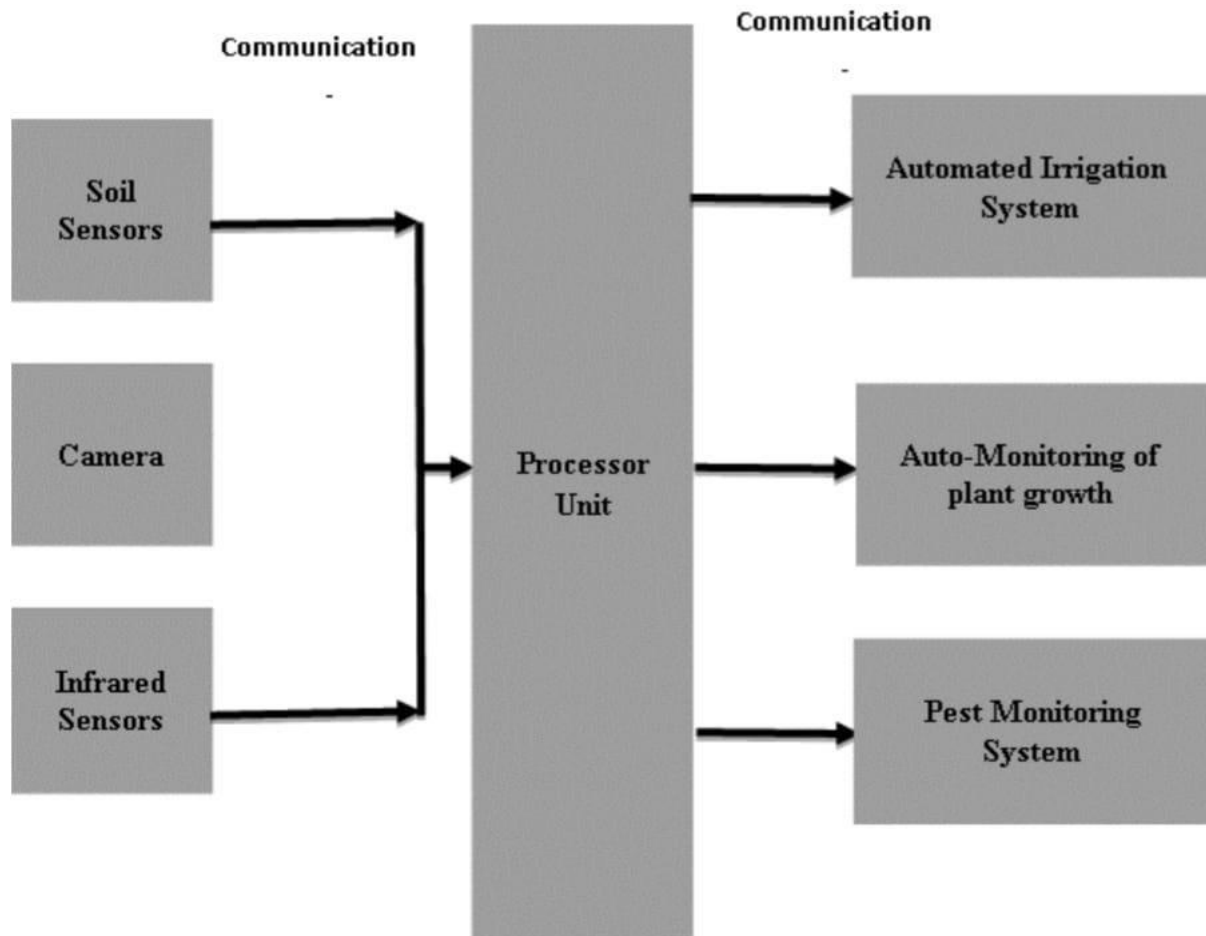 Communication
-
Soil
Sensors
Camera
Infrared
Sensors
Processor
Unit
Communication
-
Automated Irrigation
System
Auto-Monitoring of
plant growth
Pest Monitoring
System